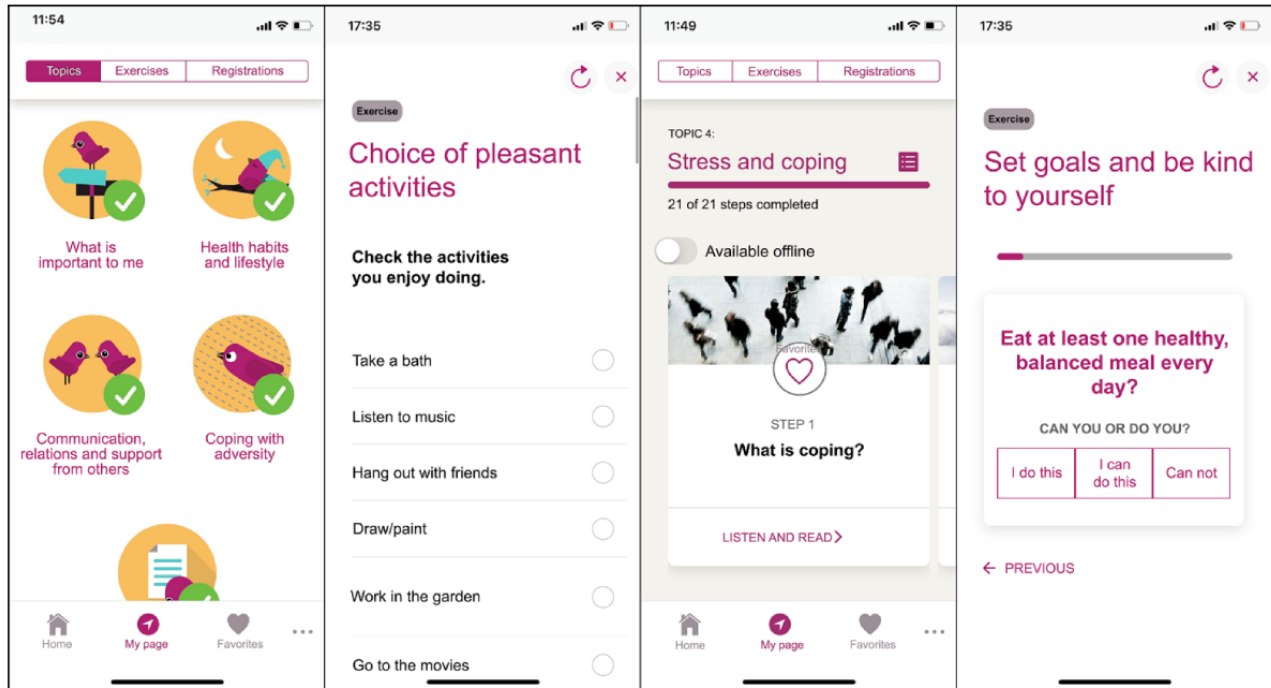 11:54
Topics
Exercises
Registrations
What is
important to me
Health habits
and lifestyle
Communication,
relations and support
from others
Coping with
adversity
Home
My page
Favorites
17:35
Exercise
Choice of pleasant
activities
Check the activities
you enjoy doing.
Take a bath
Listen to music
Hang out with friends
Draw/paint
Work in the garden
Go to the movies
11:49
Topics
Exercises
Registrations
TOPIC 4:
Stress and coping
21 of 21 steps completed
Available offline
Favorites
STEP 1
What is coping?
LISTEN AND READ
Home
My page
Favorites
17:35
Exercise
Set goals and be kind
to yourself
Eat at least one healthy,
balanced meal every
day?
CAN YOU OR DO YOU?
I do this
I can
do this
Can not
PREVIOUS